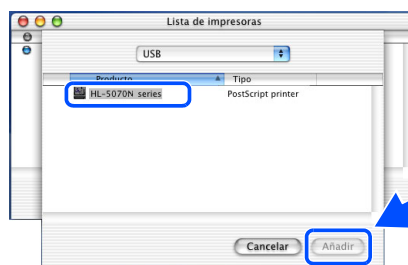 Lista de impresoras
USB
Producto Tipo
HL-5070N series PostScript printer
Cancelar Añadir